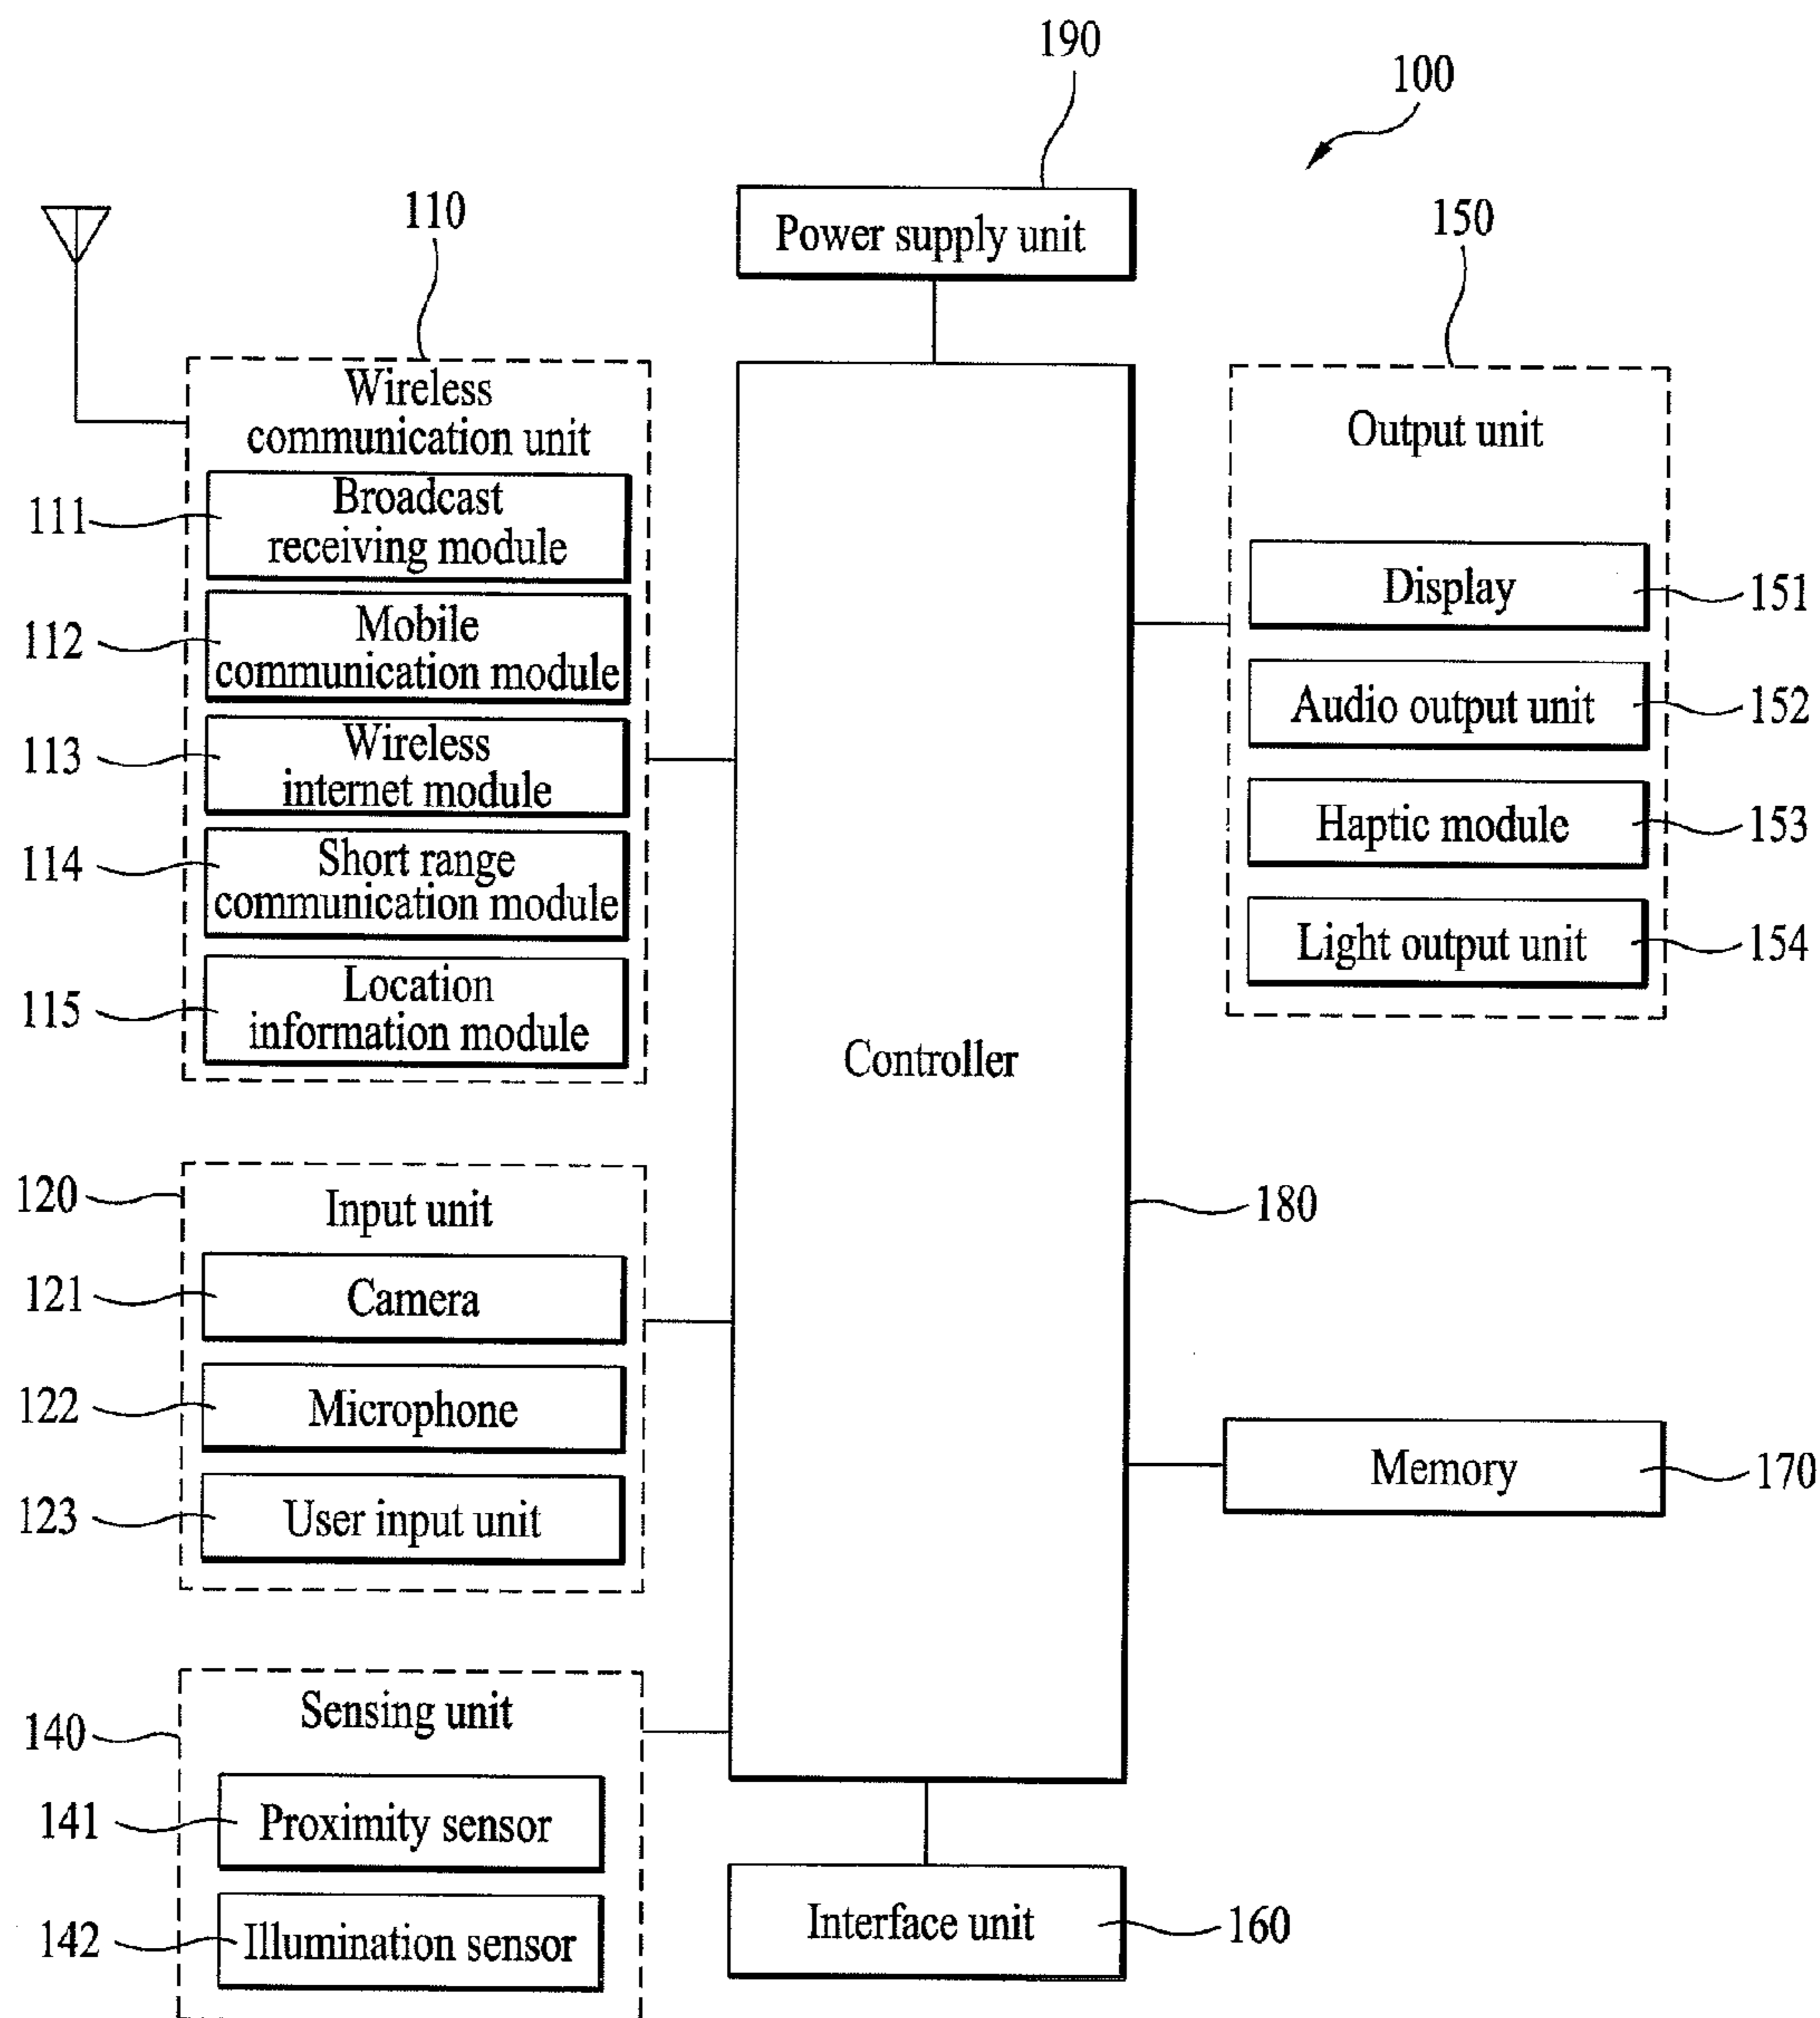 190
100
110
Power supply unit
150
Wireless
communication unit
Output unit
111
Broadcast
receiving module
Display
151
112
Mobile
communication module
Audio output unit
152
113
Wireless
internet module
Haptic module
153
114
Short range
communication module
Light output unit
154
115
Location
information module
Controller
120
Input unit
180
121
Camera
122
Microphone
Memory
170
123
User input unit
140
Sensing unit
141
Proximity sensor
142
Illumination sensor
Interface unit
160